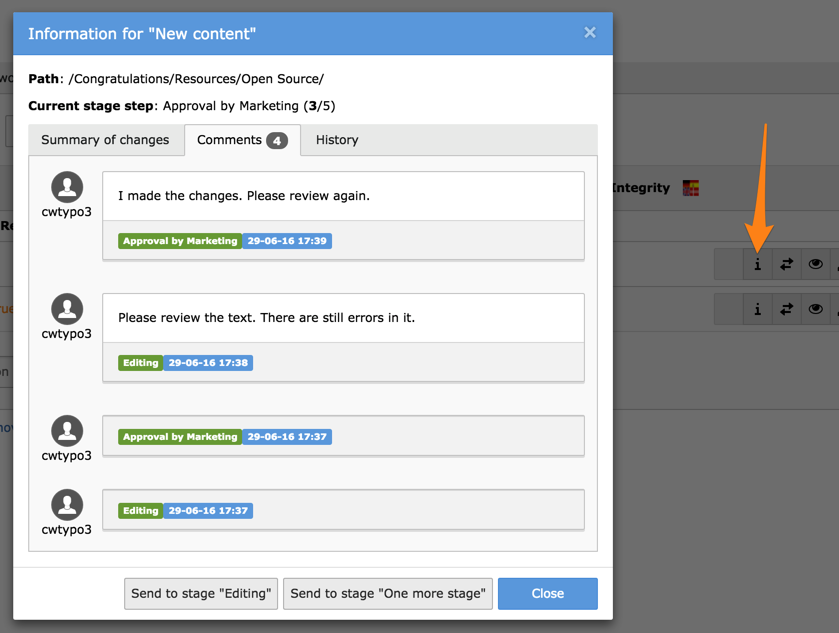 Information for "New content"
×
Path: /Congratulations/Resources/Open Source/
Current stage step: Approval by Marketing (3/5)
Summary of changes
Comments 4
History
cwtypo3
I made the changes. Please review again.
Approval by Marketing 29-06-16 17:39
cwtypo3
Please review the text. There are still errors in it.
Editing 29-06-16 17:38
cwtypo3
Approval by Marketing 29-06-16 17:37
cwtypo3
Editing 29-06-16 17:37
Send to stage "Editing"
Send to stage "One more stage"
Close
Integrity